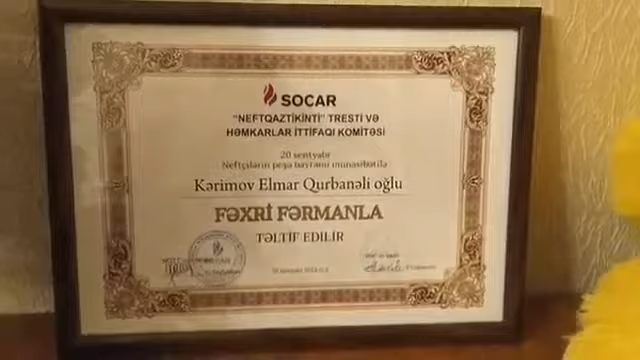 SOCAR
"NEFTQAZTİKİNTİ" TRESTİ VƏ
HƏMKARLAR İTTİFAQI KOMİTƏSİ
20 sentyabr
Neftçilərin peşə bayramı münasibətilə
Kərimov Elmar Qurbanəli oğlu
FƏXRİ FƏRMANLA
TƏLTİF EDİLİR